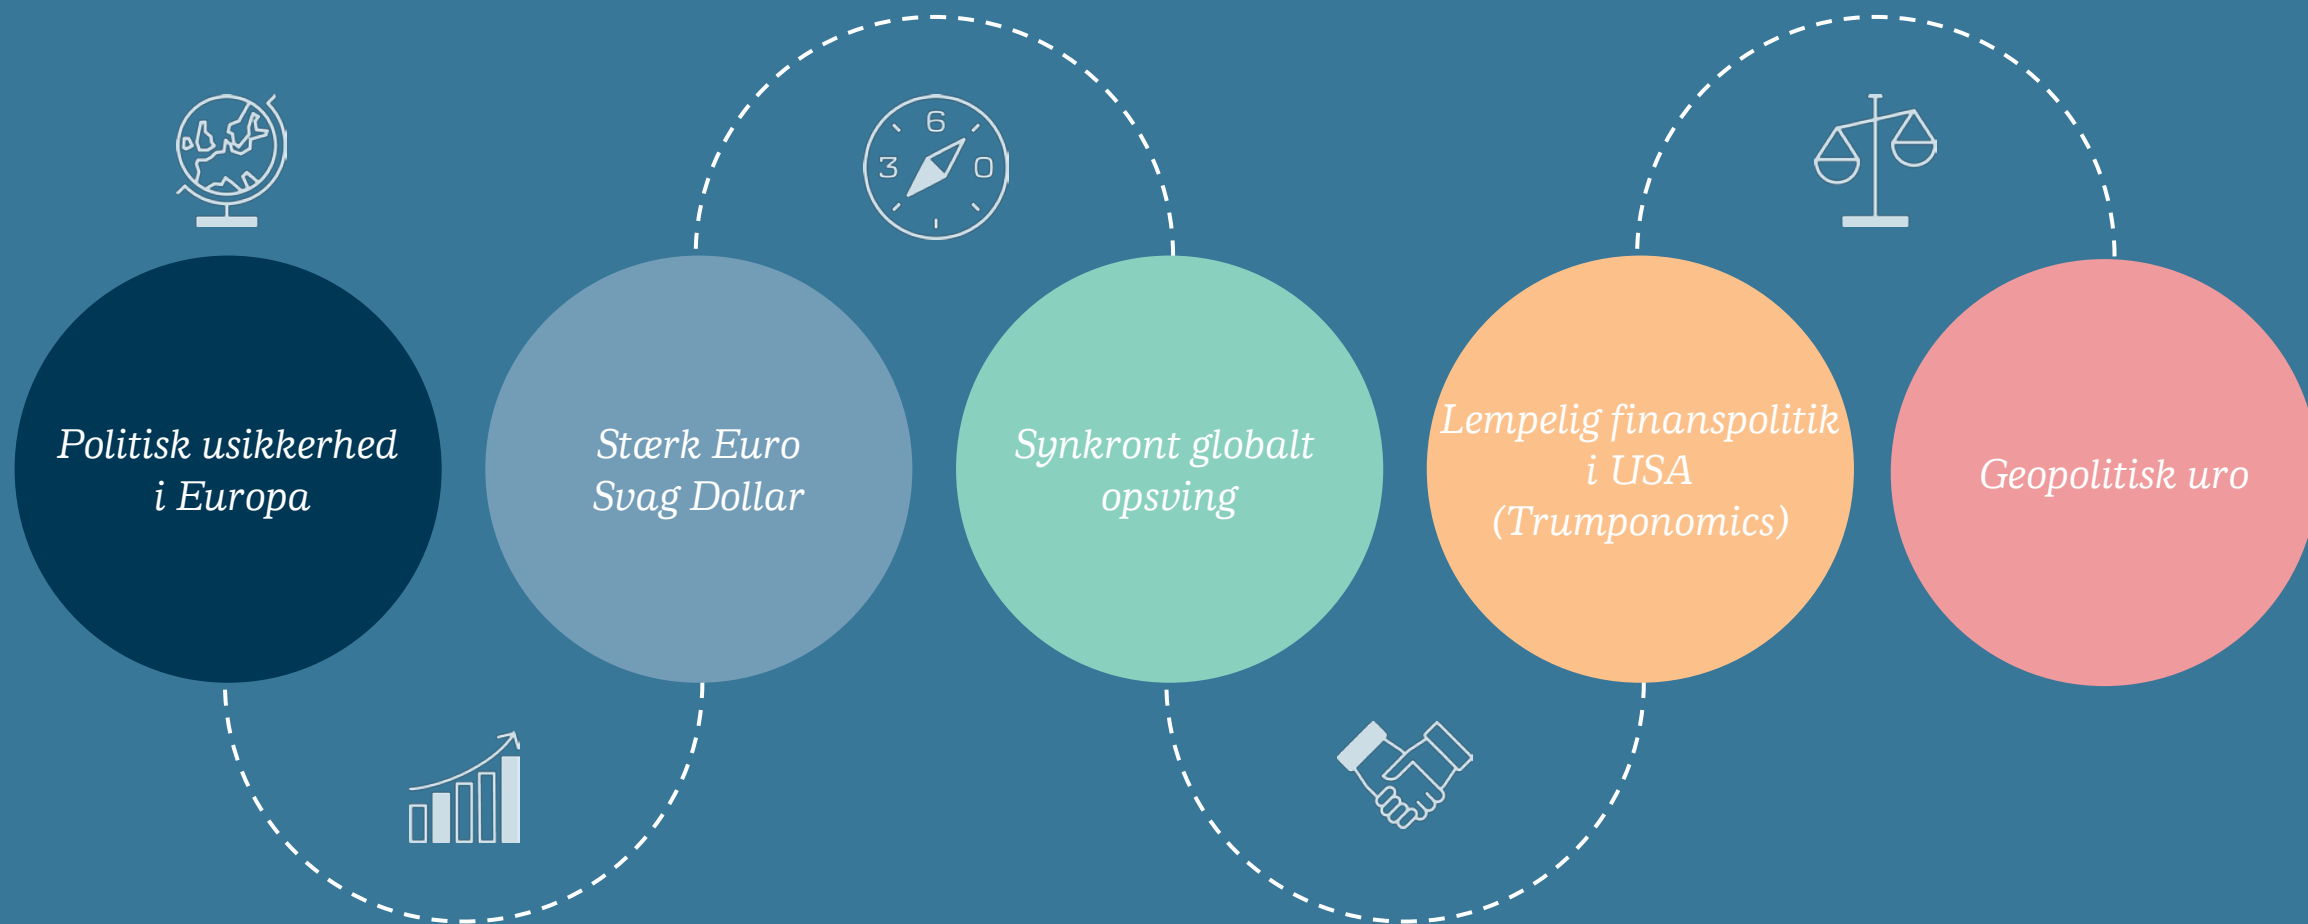 6
3 0
Politisk usikkerhed
i Europa
Stærk Euro
Svag Dollar
Synkront globalt
opsving
Lempelig finanspolitik
i USA
(Trumponomics)
Geopolitisk uro